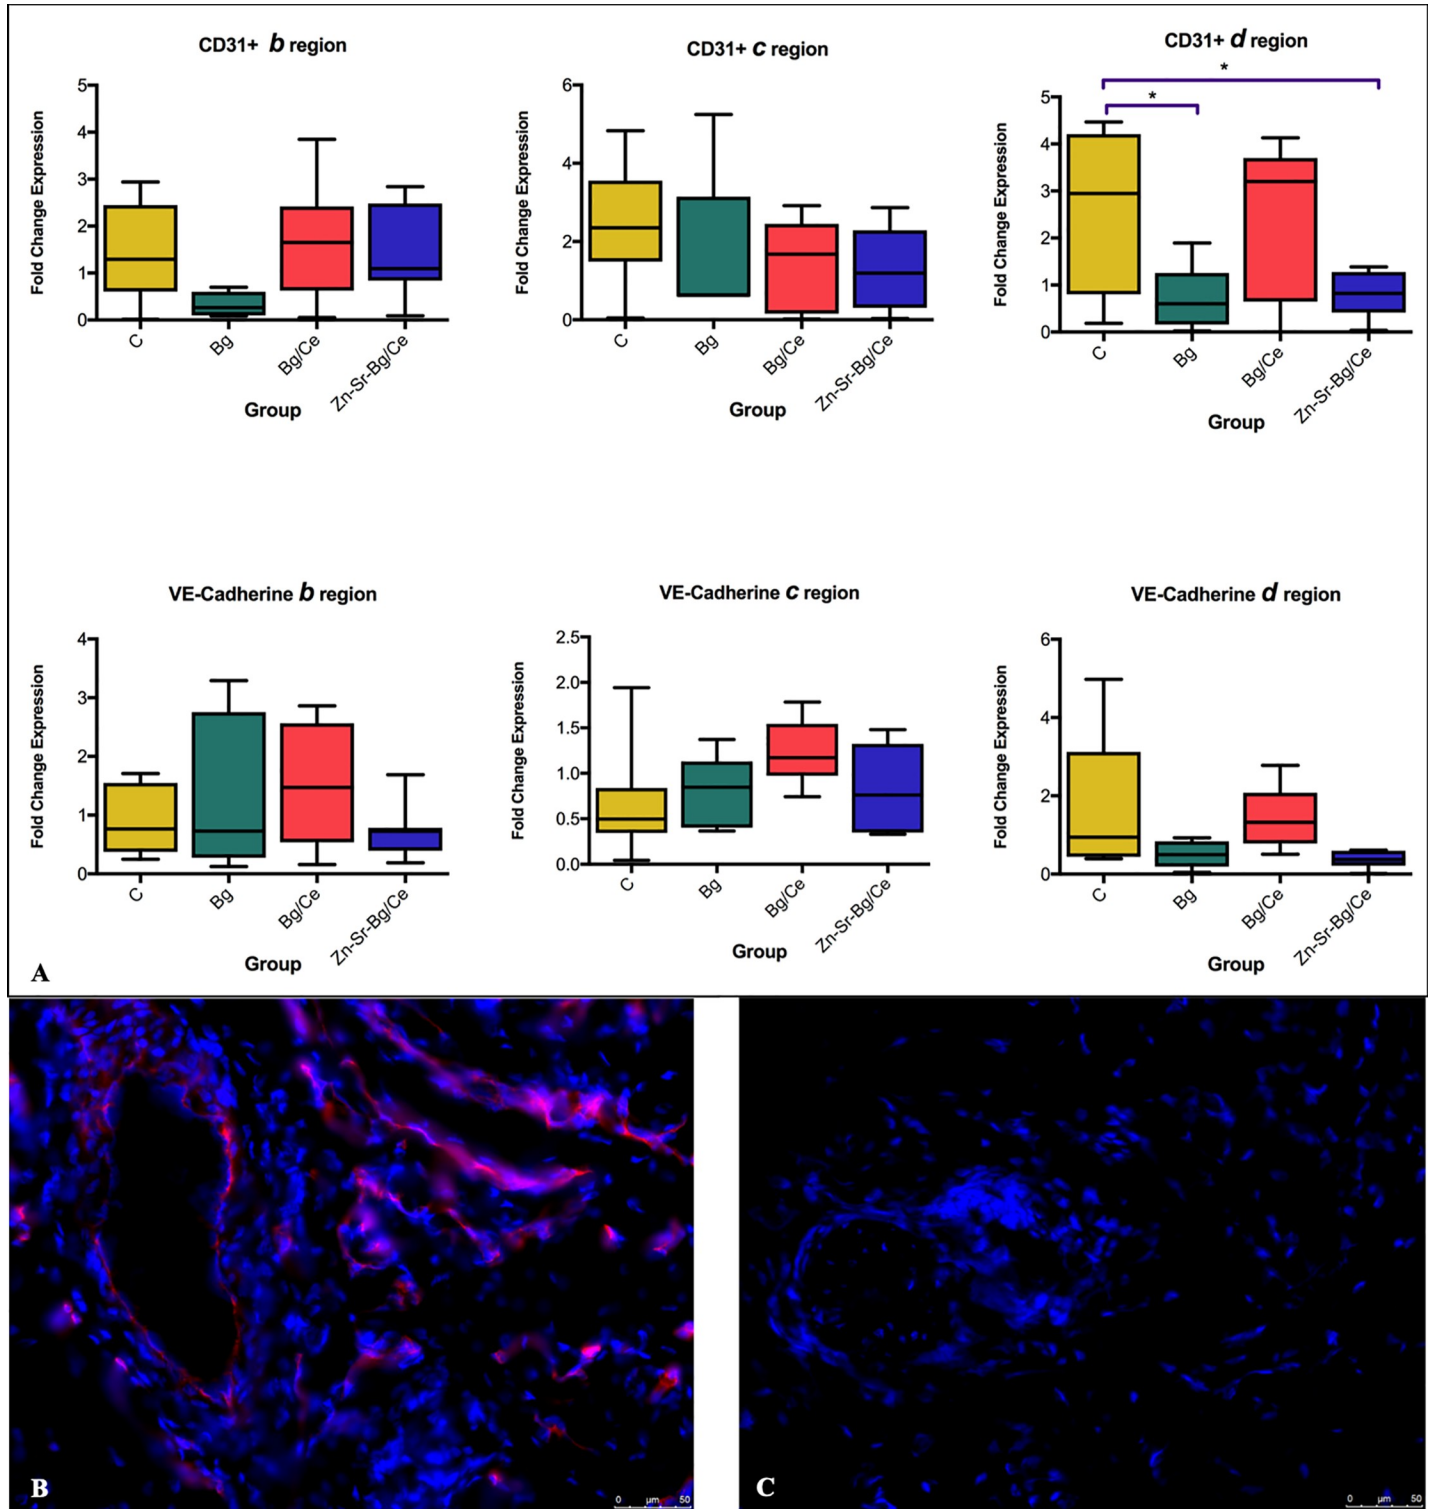 CD31+ b region
Fold Change Expression
5
4
3
2
1
0
C
Bg
Bg/Ce
Zn-Sr-Bg/Ce
Group
CD31+ c region
Fold Change Expression
6
4
2
0
C
Bg
Bg/Ce
Zn-Sr-Bg/Ce
Group
CD31+ d region
*
*
Fold Change Expression
5
4
3
2
1
0
C
Bg
Bg/Ce
Zn-Sr-Bg/Ce
Group
VE-Cadherine b region
Fold Change Expression
4
3
2
1
0
C
Bg
Bg/Ce
Zn-Sr-Bg/Ce
Group
VE-Cadherine c region
Fold Change Expression
2.5
2.0
1.5
1.0
0.5
0.0
C
Bg
Bg/Ce
Zn-Sr-Bg/Ce
Group
VE-Cadherine d region
Fold Change Expression
6
4
2
0
C
Bg
Bg/Ce
Zn-Sr-Bg/Ce
Group
A
B
0 µm 50
C
0 µm 50